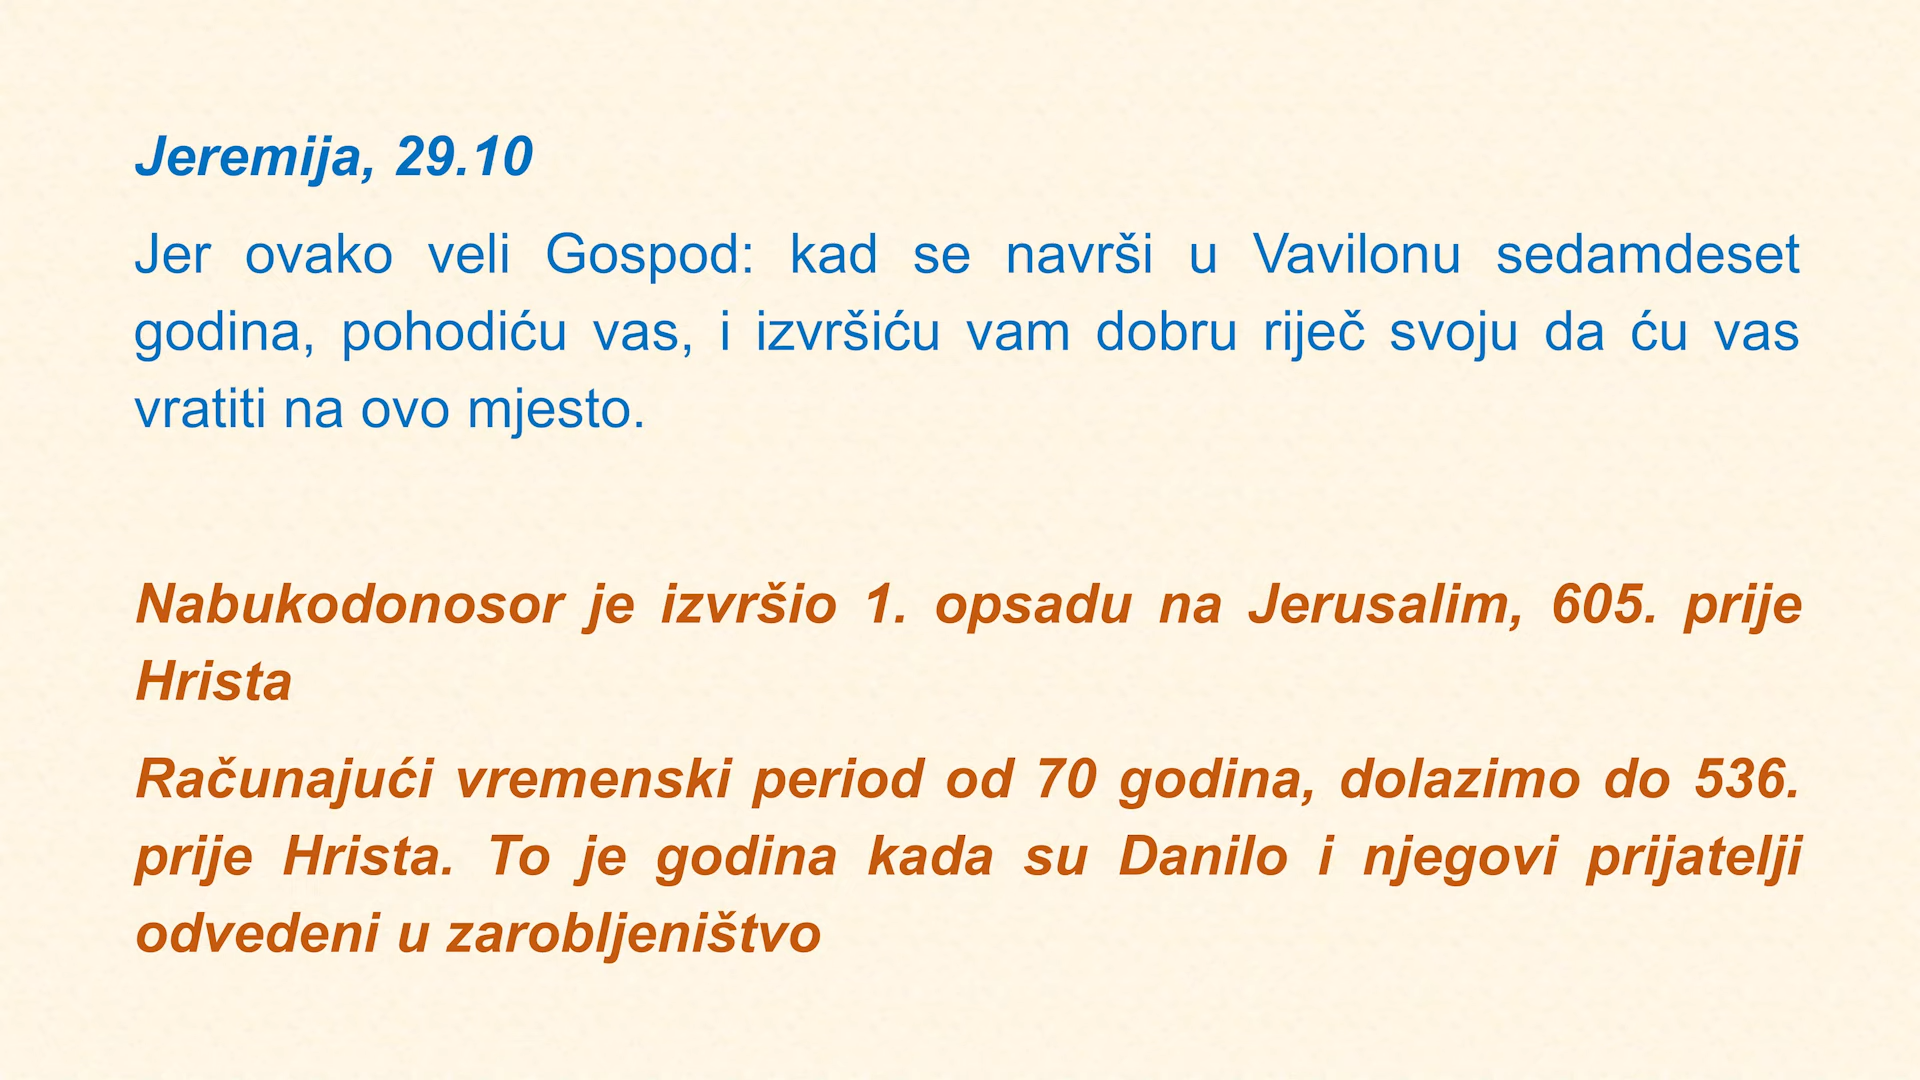 Jeremija, 29.10
Jer ovako veli Gospod: kad se navrši u Vavilonu sedamdeset
godina, pohodiću vas, i izvršiću vam dobru riječ svoju da ću vas
vratiti na ovo mjesto.
Nabukodonosor je izvršio 1. opsadu na Jerusalim, 605. prije
Hrista
Računajući vremenski period od 70 godina, dolazimo do 536.
prije Hrista. To je godina kada su Danilo i njegovi prijatelji
odvedeni u zarobljeništvo